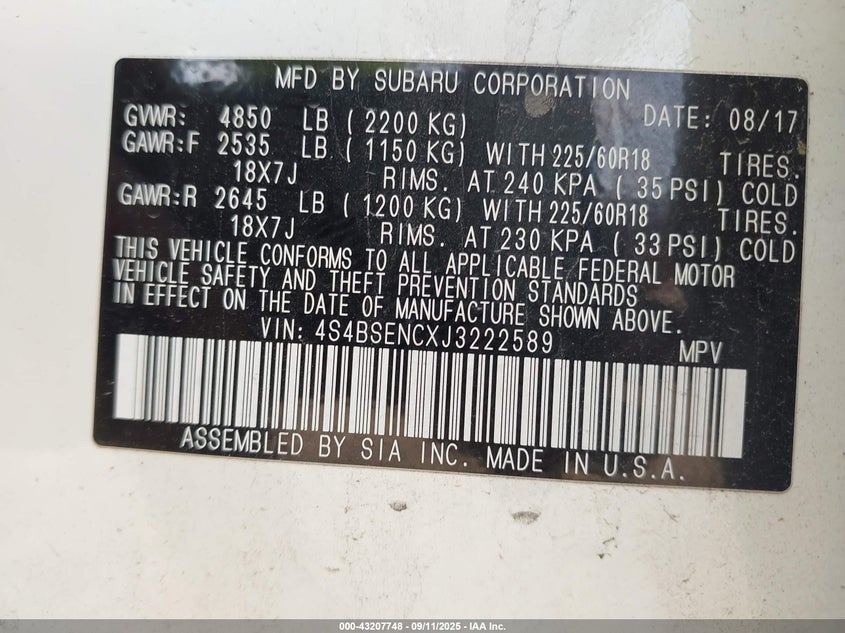 MFD BY SUBARU CORPORATION
GVWR: 4850 LB ( 2200 KG) DATE: 08/17
GAWR:F 2535 LB ( 1150 KG) WITH 225/60R18 TIRES.
18X7J RIMS. AT 240 KPA ( 35 PSI) COLD
GAWR:R 2645 LB ( 1200 KG) WITH 225/60R18 TIRES.
18X7J RIMS. AT 230 KPA ( 33 PSI) COLD
THIS VEHICLE CONFORMS TO ALL APPLICABLE FEDERAL MOTOR
VEHICLE SAFETY AND THEFT PREVENTION STANDARDS
IN EFFECT ON THE DATE OF MANUFACTURE SHOWN ABOVE.
VIN: 4S4BSENCXJ3222589 MPV
ASSEMBLED BY SIA INC. MADE IN U.S.A.
000-43207748 - 09/11/2025 - IAA Inc.